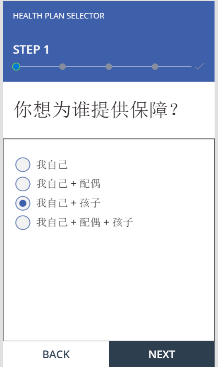 HEALTH PLAN SELECTOR
STEP 1
你想为谁提供保障？
我自己
我自己 + 配偶
我自己 + 孩子
我自己 + 配偶 + 孩子
BACK NEXT